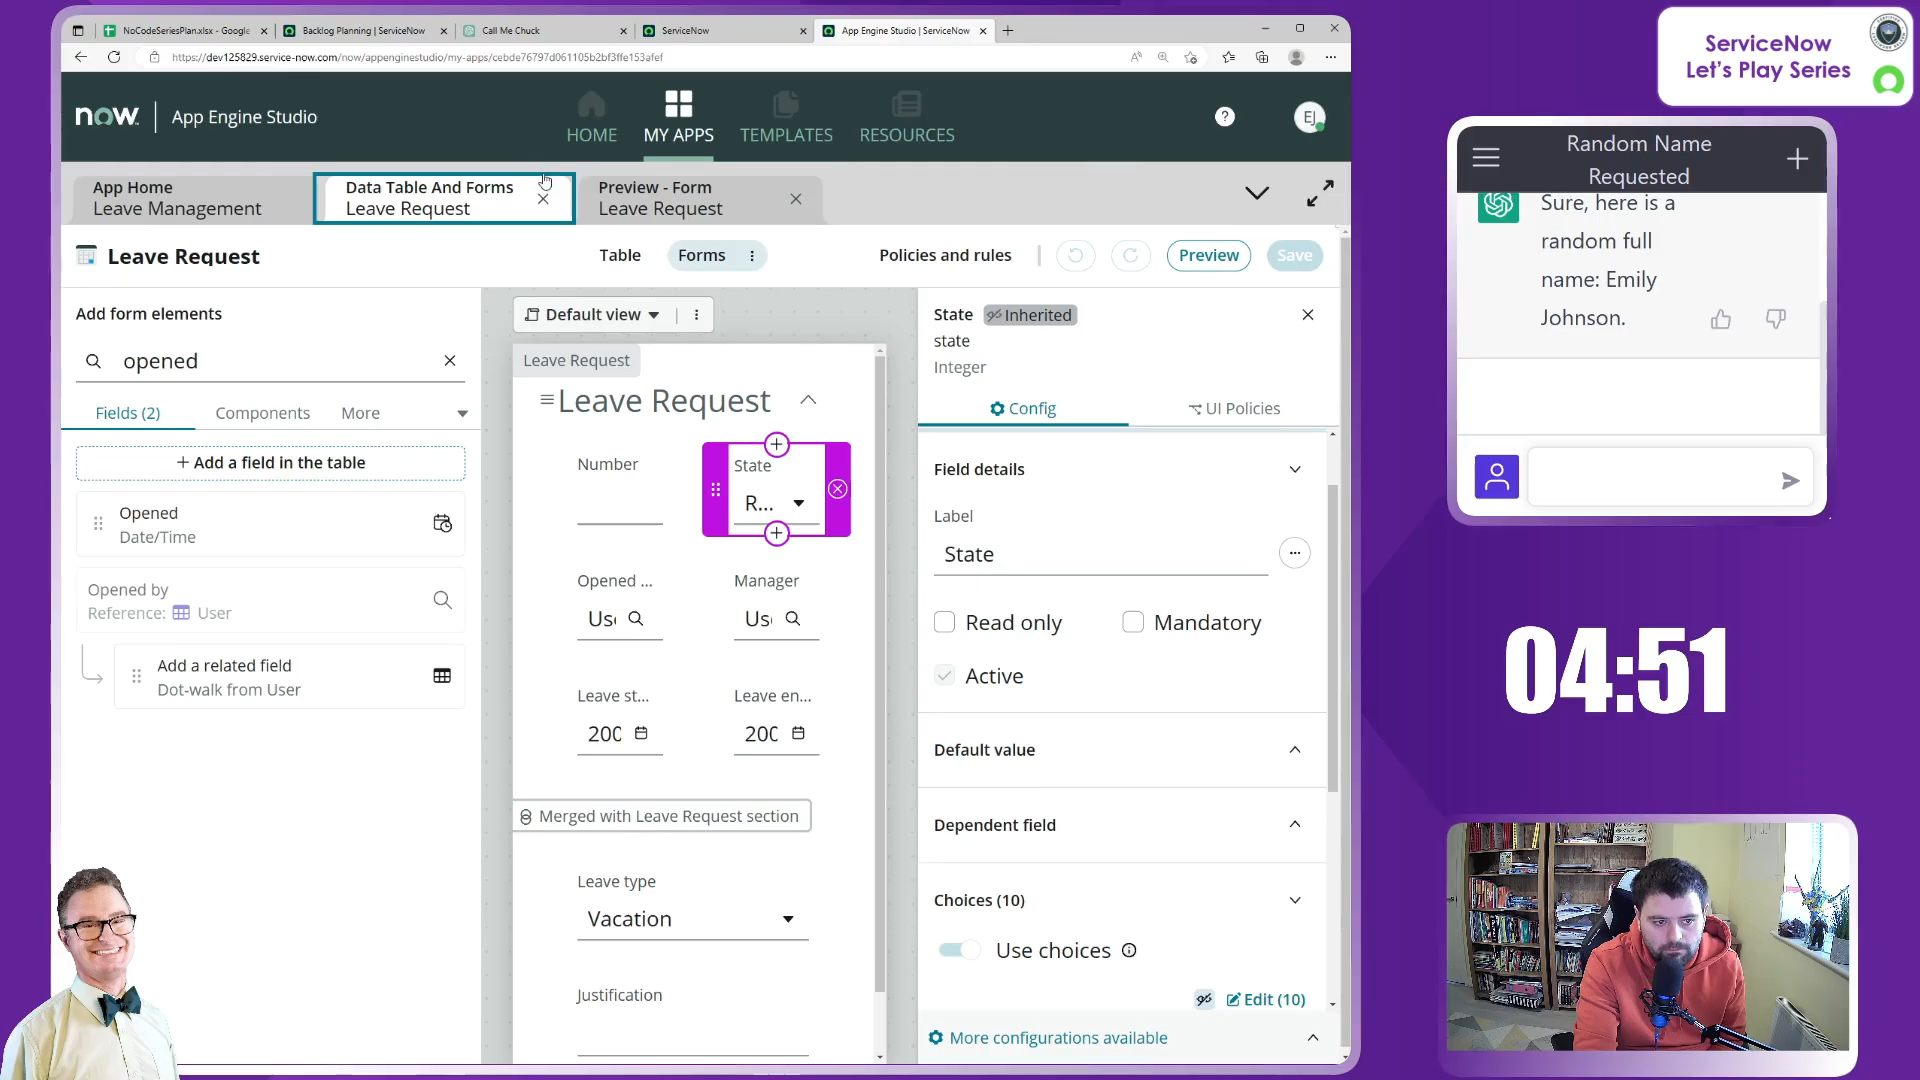 NoCodeSeriesPlan.xlsx - Google
Backlog Planning | ServiceNow
Call Me Chuck
ServiceNow
App Engine Studio | ServiceNow
https://dev125829.service-now.com/now/appenginestudio/my-apps/cebde76797d061105b2bf3ffe153afef
now
App Engine Studio
HOME
MY APPS
TEMPLATES
RESOURCES
EJ
App Home
Leave Management
Data Table And Forms
Leave Request
Preview - Form
Leave Request
Leave Request
Table
Forms
Policies and rules
Preview
Save
Add form elements
opened
Fields (2)
Components
More
+ Add a field in the table
Opened
Date/Time
Opened by
Reference: User
Add a related field
Dot-walk from User
Default view
Leave Request
Leave Request
Number
State
R...
Opened ...
Manager
Leave st...
Leave en...
200
Merged with Leave Request section
Leave type
Vacation
Justification
State
Inherited
state
Integer
Config
UI Policies
Field details
Label
State
Read only
Mandatory
Active
Default value
Dependent field
Choices (10)
Use choices
Edit (10)
More configurations available
ServiceNow
Let's Play Series
Random Name
Requested
Sure, here is a
random full
name: Emily
Johnson.
04:51